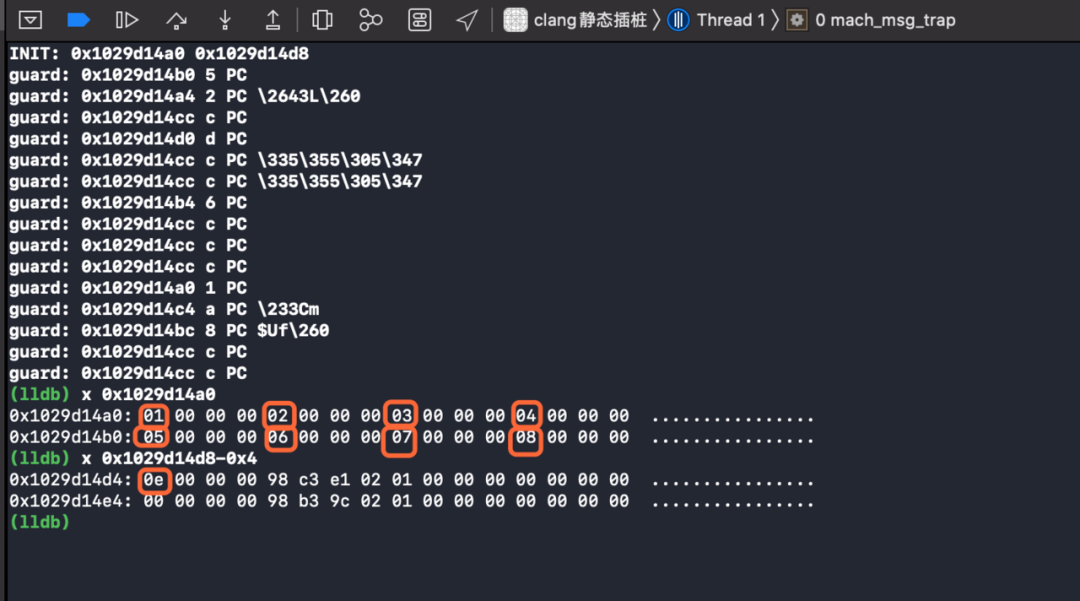 clang静态插桩 〉 Thread 1 〉 0 mach_msg_trap
INIT: 0x1029d14a0 0x1029d14d8
guard: 0x1029d14b0 5 PC
guard: 0x1029d14a4 2 PC \2643L\260
guard: 0x1029d14cc c PC
guard: 0x1029d14d0 d PC
guard: 0x1029d14cc c PC \335\355\305\347
guard: 0x1029d14cc c PC \335\355\305\347
guard: 0x1029d14b4 6 PC
guard: 0x1029d14cc c PC
guard: 0x1029d14cc c PC
guard: 0x1029d14cc c PC
guard: 0x1029d14a0 1 PC
guard: 0x1029d14c4 a PC \233Cm
guard: 0x1029d14bc 8 PC $Uf\260
guard: 0x1029d14cc c PC
guard: 0x1029d14cc c PC
(lldb) x 0x1029d14a0
0x1029d14a0: 01 00 00 00 02 00 00 00 03 00 00 00 04 00 00 00 ................
0x1029d14b0: 05 00 00 00 06 00 00 00 07 00 00 00 08 00 00 00 ................
(lldb) x 0x1029d14d8-0x4
0x1029d14d4: 0e 00 00 00 98 c3 e1 02 01 00 00 00 00 00 00 00 ................
0x1029d14e4: 00 00 00 00 98 b3 9c 02 01 00 00 00 00 00 00 00 ................
(lldb)